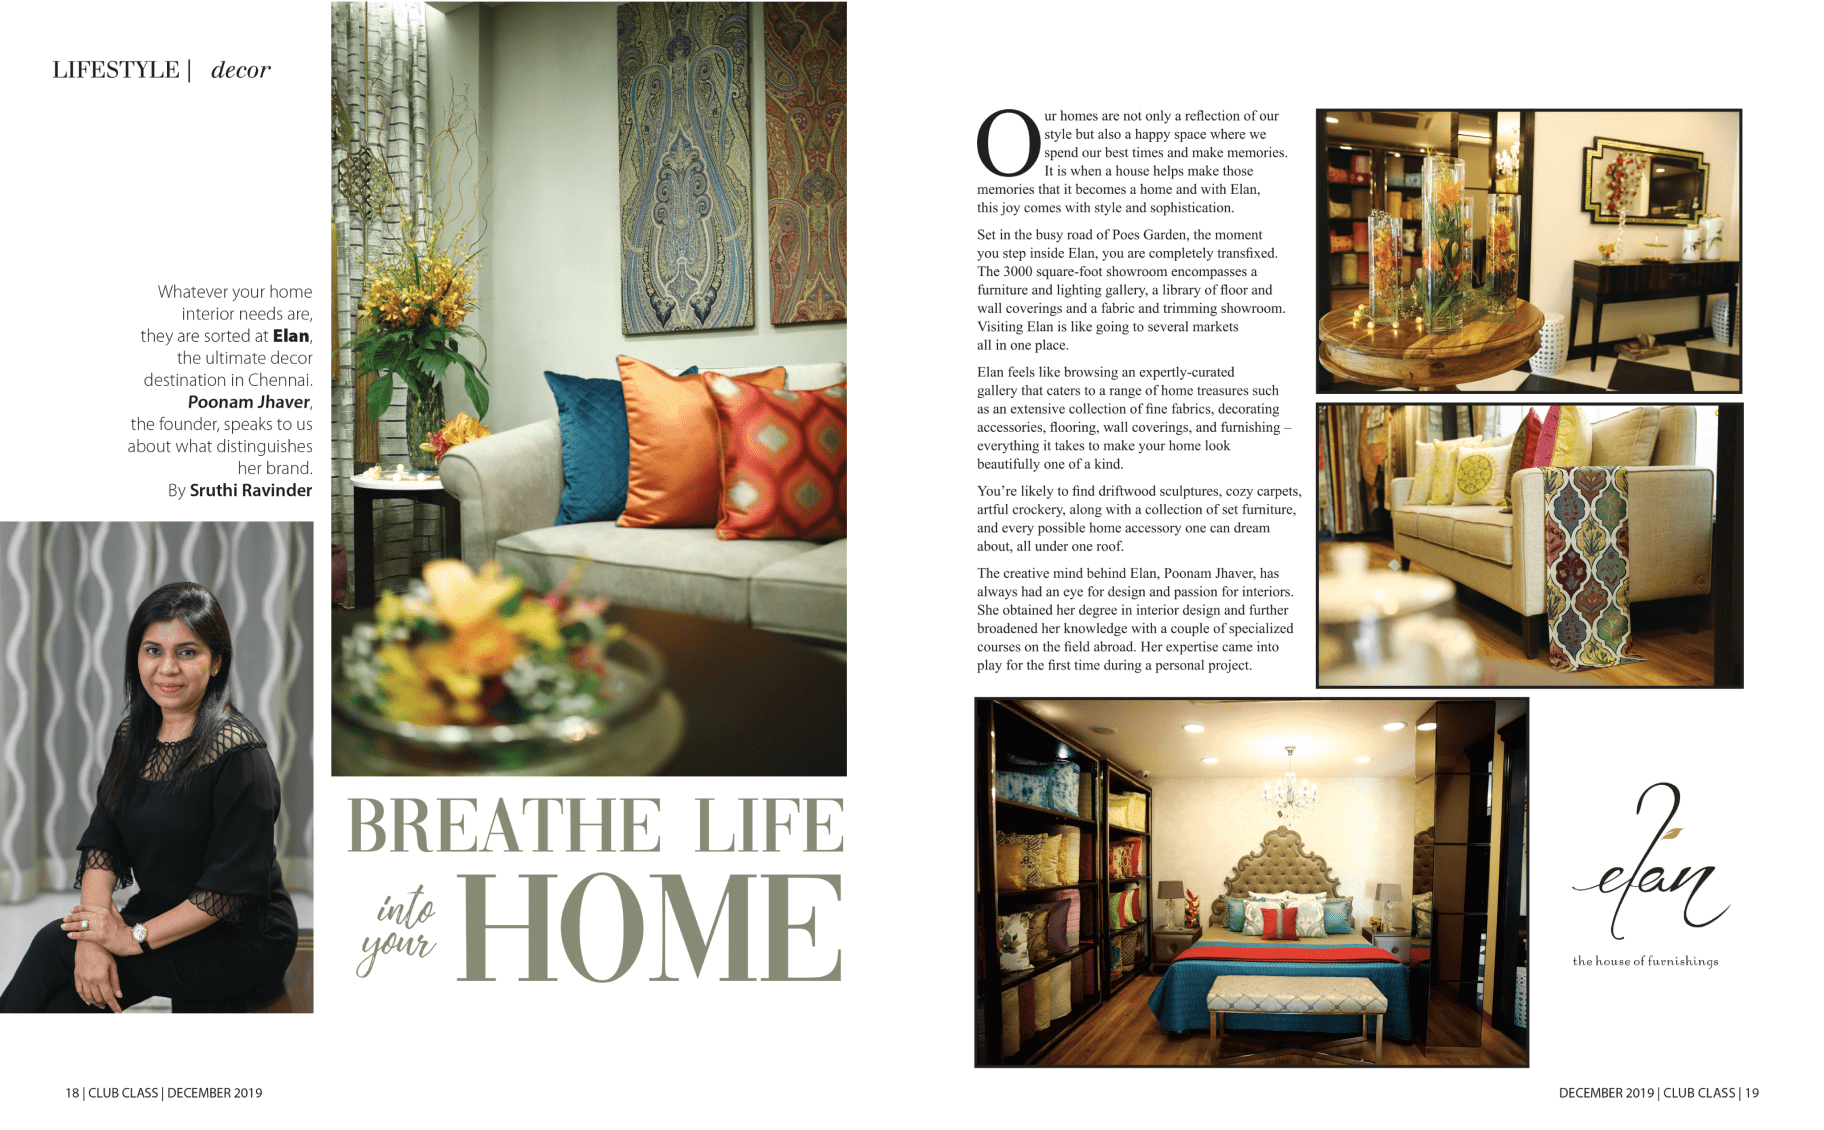 LIFESTYLE | decor
Whatever your home
interior needs are,
they are sorted at Elan,
the ultimate decor
destination in Chennai.
Poonam Jhaver,
the founder, speaks to us
about what distinguishes
her brand.
By Sruthi Ravinder
BREATHE LIFE
into
your
HOME
18 | CLUB CLASS | DECEMBER 2019
Our homes are not only a reflection of our
style but also a happy space where we
spend our best times and make memories.
It is when a house helps make those
memories that it becomes a home and with Elan,
this joy comes with style and sophistication.
Set in the busy road of Poes Garden, the moment
you step inside Elan, you are completely transfixed.
The 3000 square-foot showroom encompasses a
furniture and lighting gallery, a library of floor and
wall coverings and a fabric and trimming showroom.
Visiting Elan is like going to several markets
all in one place.
Elan feels like browsing an expertly-curated
gallery that caters to a range of home treasures such
as an extensive collection of fine fabrics, decorating
accessories, flooring, wall coverings, and furnishing –
everything it takes to make your home look
beautifully one of a kind.
You’re likely to find driftwood sculptures, cozy carpets,
artful crockery, along with a collection of set furniture,
and every possible home accessory one can dream
about, all under one roof.
The creative mind behind Elan, Poonam Jhaver, has
always had an eye for design and passion for interiors.
She obtained her degree in interior design and further
broadened her knowledge with a couple of specialized
courses on the field abroad. Her expertise came into
play for the first time during a personal project.
elan
the house of furnishings
DECEMBER 2019 | CLUB CLASS | 19